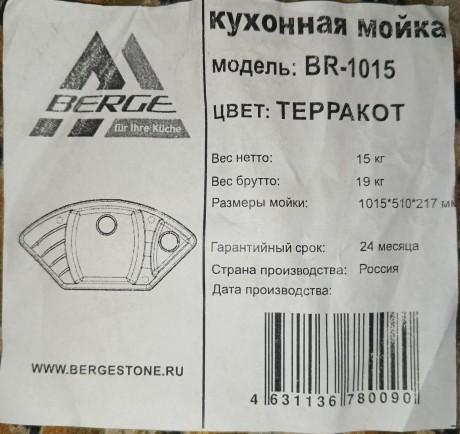 BERGE
für Ihre Küche
WWW.BERGESTONE.RU
КУХОННАЯ МОЙКА
МОДЕЛЬ: BR-1015
ЦВЕТ: ТЕРРАКОТ
Вес нетто: 15 кг
Вес брутто: 19 кг
Размеры мойки: 1015*510*217 мм
Гарантийный срок: 24 месяца
Страна производства: Россия
Дата производства:
4 631136 780090